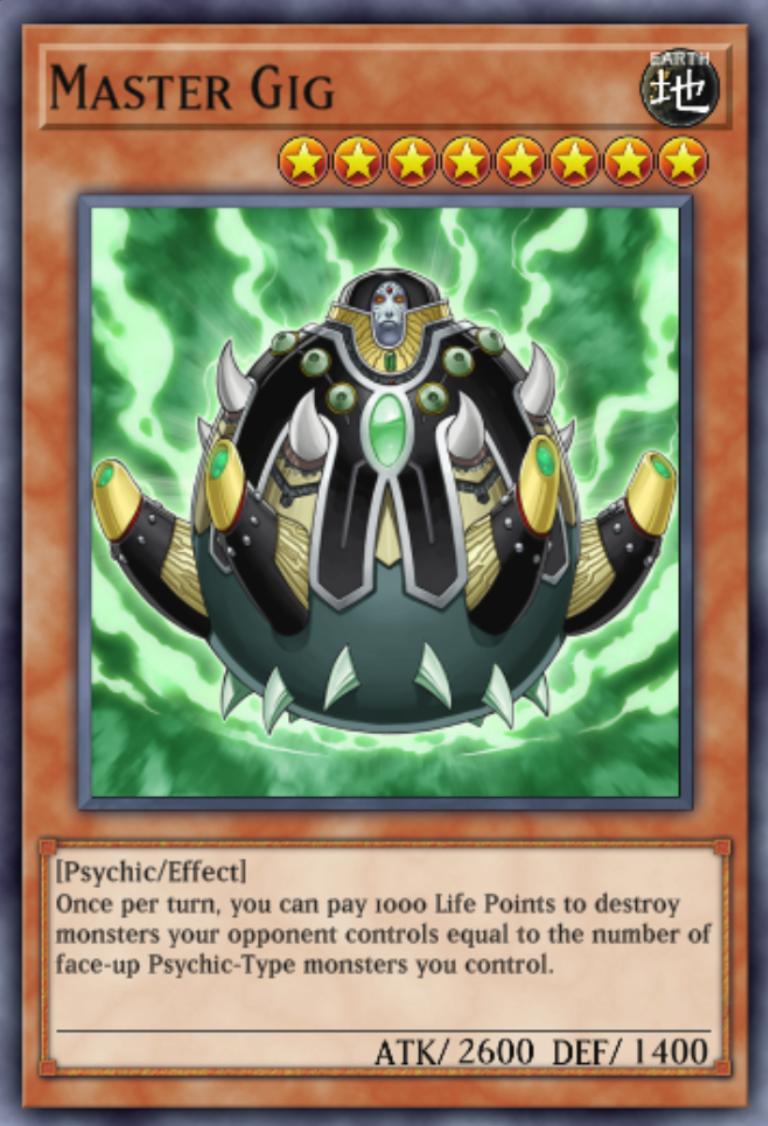 Master Gig
EARTH
地
[Psychic/Effect]
Once per turn, you can pay 1000 Life Points to destroy
monsters your opponent controls equal to the number of
face-up Psychic-Type monsters you control.
ATK/ 2600 DEF/ 1400